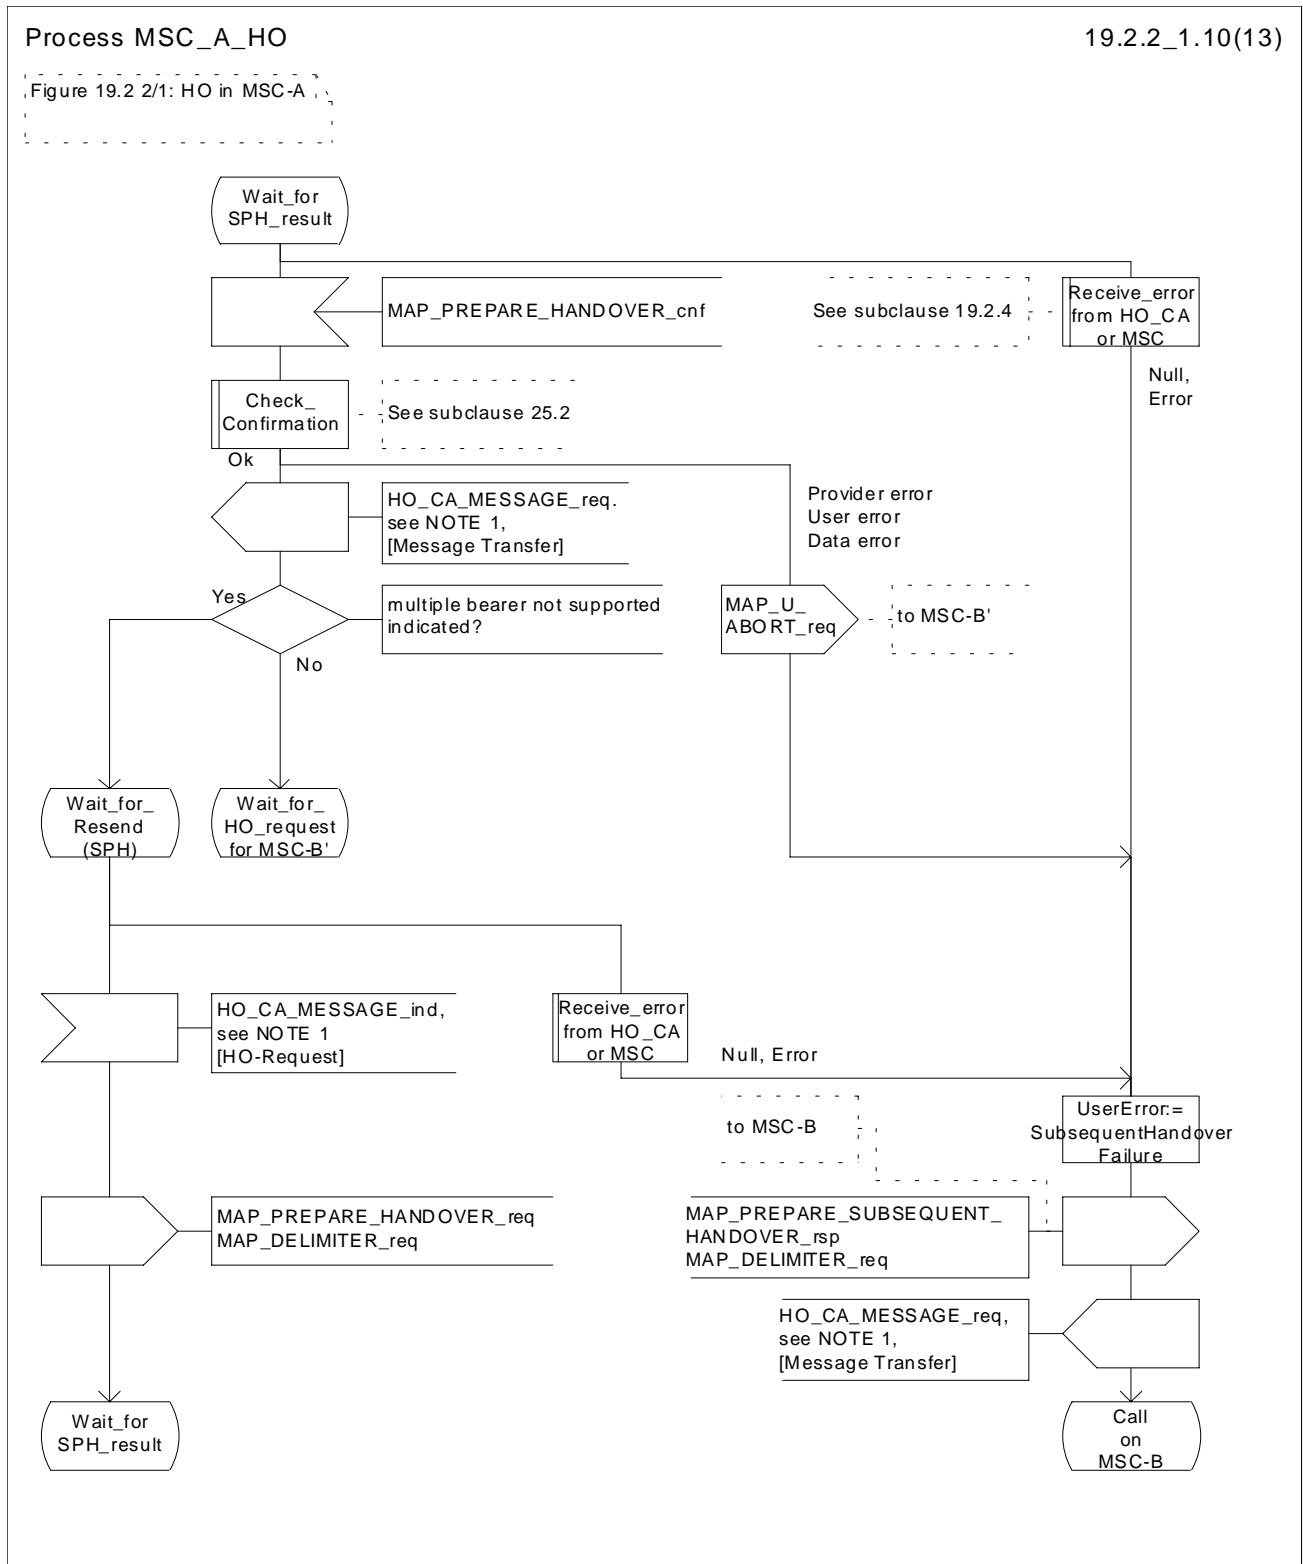 Process MSC_A_HO
19.2.2_1.10(13)
Figure 19.2 2/1: HO in MSC-A
Wait_for
SPH_result
MAP_PREPARE_HANDOVER_cnf
See subclause 19.2.4
Receive_error
from HO_CA
or MSC
Null,
Error
Check_
Confirmation
See subclause 25.2
Ok
HO_CA_MESSAGE_req.
see NOTE 1,
[Message Transfer]
Provider error
User error
Data error
Yes
multiple bearer not supported
indicated?
No
MAP_U_
ABORT_req
to MSC-B'
Wait_for_
Resend
(SPH)
Wait_for_
HO_request
for MSC-B'
HO_CA_MESSAGE_ind,
see NOTE 1
[HO-Request]
Receive_error
from HO_CA
or MSC
Null, Error
to MSC-B
UserError:=
SubsequentHandover
Failure
MAP_PREPARE_HANDOVER_req
MAP_DELIMITER_req
MAP_PREPARE_SUBSEQUENT_
HANDOVER_rsp
MAP_DELIMITER_req
HO_CA_MESSAGE_req,
see NOTE 1,
[Message Transfer]
Wait_for
SPH_result
Call
on
MSC-B